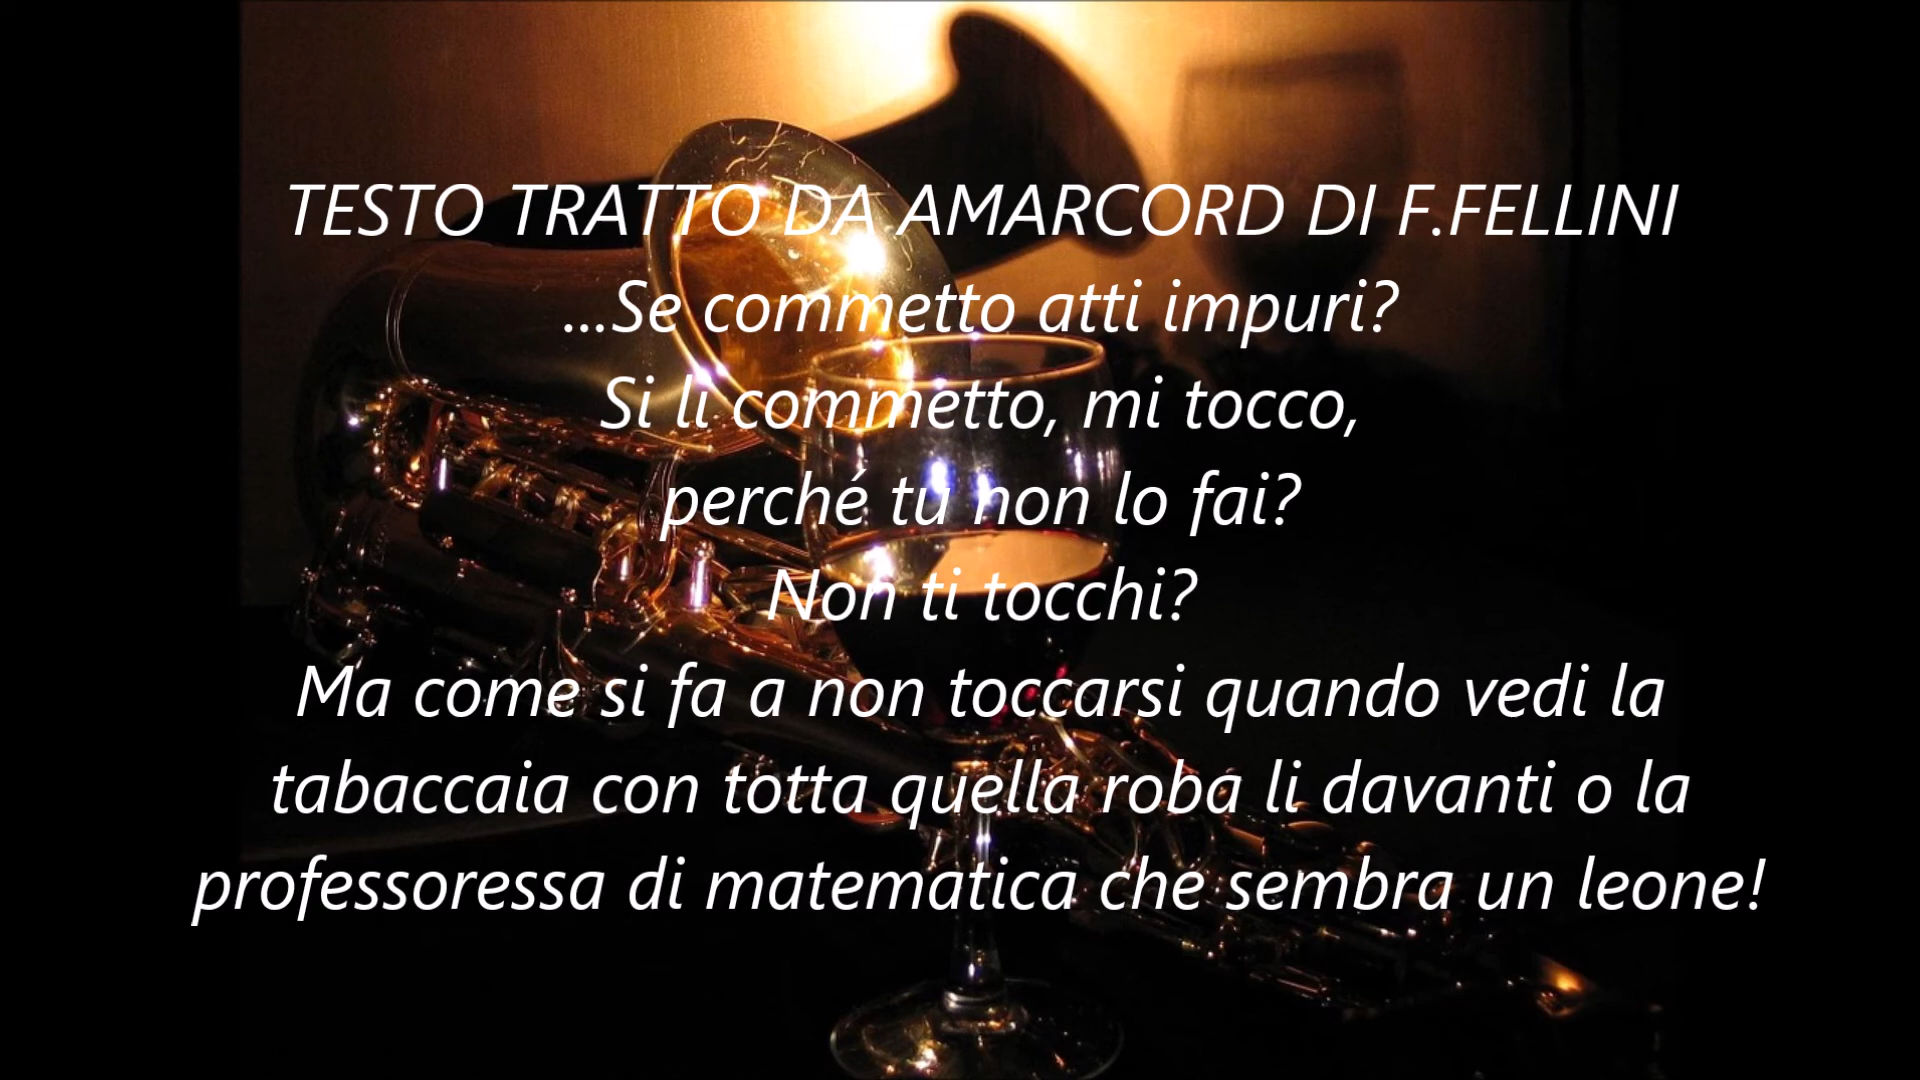 TESTO TRATTO DA AMARCORD DI F.FELLINI
...Se commetto atti impuri?
Si li commetto, mi tocco,
perché tu non lo fai?
Non ti tocchi?
Ma come si fa a non toccarsi quando vedi la
tabaccaia con totta quella roba li davanti o la
professoressa di matematica che sembra un leone!